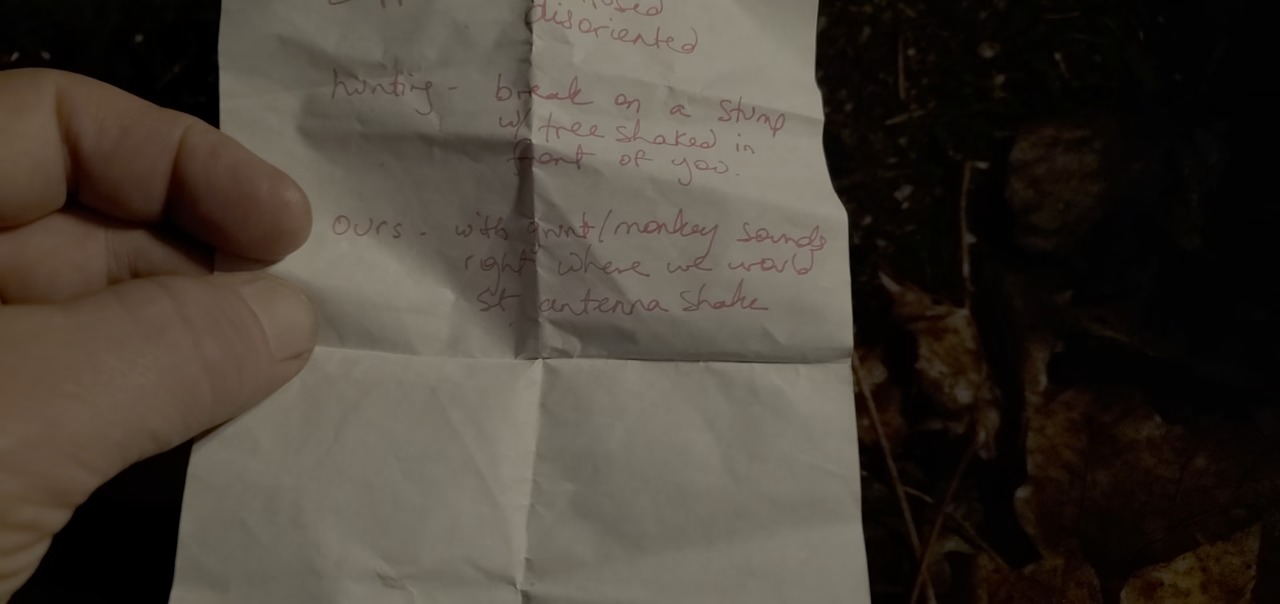 disoriented
hunting - break on a stump
w/ tree shaked in
front of you.
ours - with grunt/monkey sounds
right where we would
st antenna shake